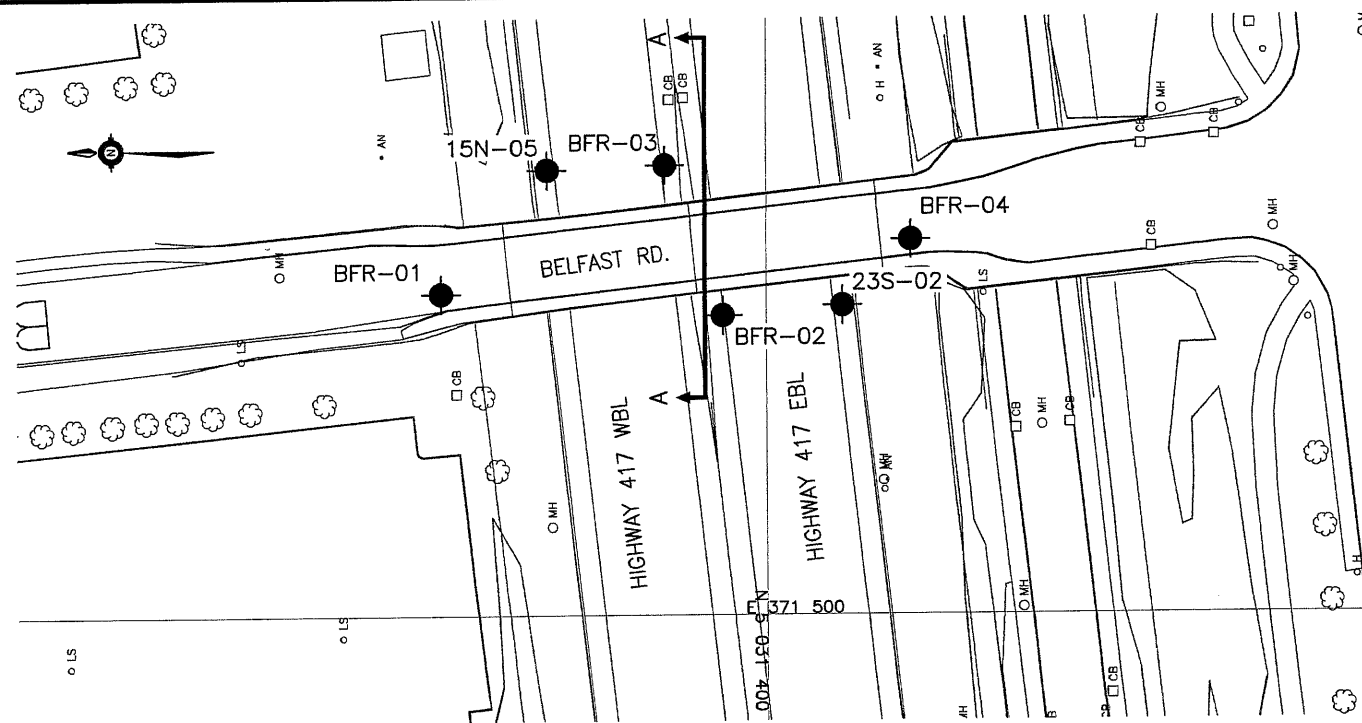 A
CB
CB
AN
H
MH
CB
CB
AN
N
15N-05
BFR-03
MH
BFR-04
MH
CB
BELFAST RD.
BFR-01
MH
23S-02
LS
BFR-02
LS
CB
A
CB
MH
CB
HIGHWAY 417 WBL
HIGHWAY 417 EBL
MH
MH
H
MH
E 371 500
N 5 031 400
LS
LS
CB